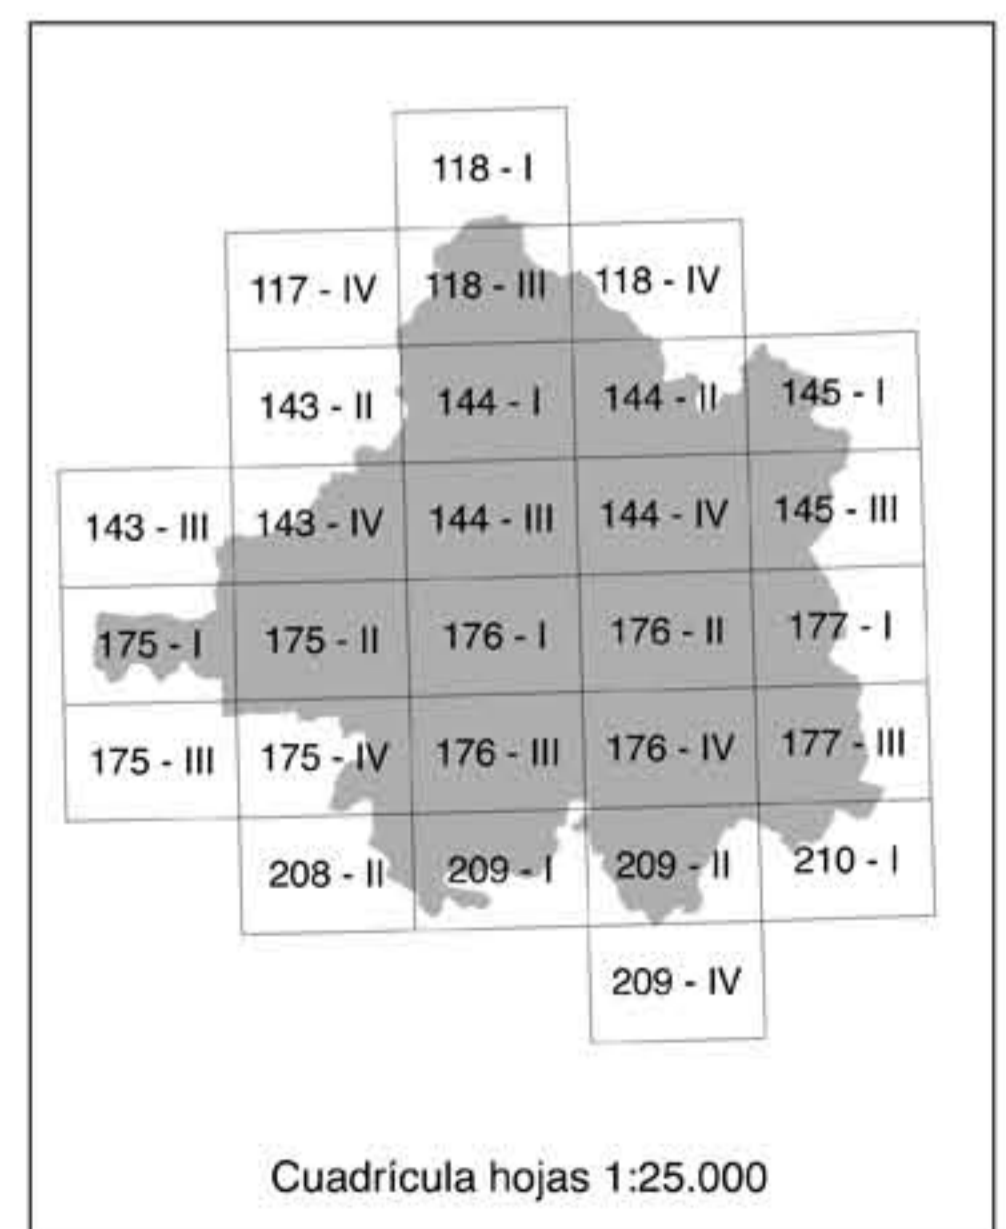 118 - I
117 - IV 118 - III 118 - IV
143 - II 144 - I 144 - II 145 - I
143 - III 143 - IV 144 - III 144 - IV 145 - III
175 - I 175 - II 176 - I 176 - II 177 - I
175 - III 175 - IV 176 - III 176 - IV 177 - III
208 - II 209 - I 209 - II 210 - I
209 - IV
Cuadrícula hojas 1:25.000